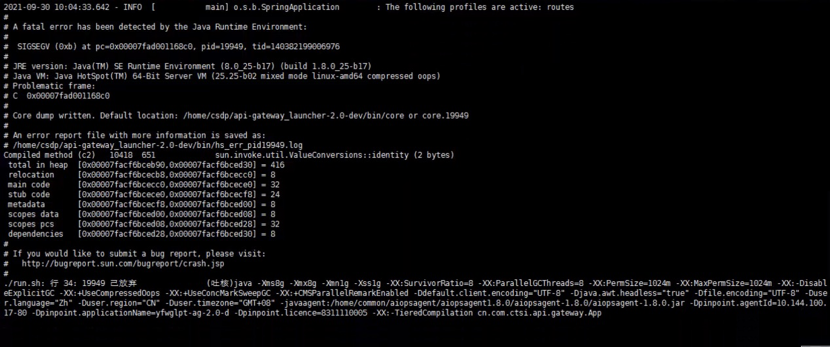 2021-09-30 10:04:33.642 - INFO  [           main] o.s.b.SpringApplication        : The following profiles are active: routes
#
# A fatal error has been detected by the Java Runtime Environment:
#
#  SIGSEGV (0xb) at pc=0x00007fad001168c0, pid=19949, tid=140382199006976
#
# JRE version: Java(TM) SE Runtime Environment (8.0_25-b17) (build 1.8.0_25-b17)
# Java VM: Java HotSpot(TM) 64-Bit Server VM (25.25-b02 mixed mode linux-amd64 compressed oops)
# Problematic frame:
# C  0x00007fad001168c0
#
# Core dump written. Default location: /home/csdp/api-gateway_launcher-2.0-dev/bin/core or core.19949
#
# An error report file with more information is saved as:
# /home/csdp/api-gateway_launcher-2.0-dev/bin/hs_err_pid19949.log
Compiled method (c2)   10418  651             sun.invoke.util.ValueConversions::identity (2 bytes)
 total in heap  [0x00007facf6bceb90,0x00007facf6bced30] = 416
 relocation     [0x00007facf6bcecb8,0x00007facf6bcecc0] = 8
 main code      [0x00007facf6bcecc0,0x00007facf6bcece0] = 32
 stub code      [0x00007facf6bcece0,0x00007facf6bcecf8] = 24
 metadata       [0x00007facf6bcecf8,0x00007facf6bced00] = 8
 scopes data    [0x00007facf6bced00,0x00007facf6bced08] = 8
 scopes pcs     [0x00007facf6bced08,0x00007facf6bced28] = 32
 dependencies   [0x00007facf6bced28,0x00007facf6bced30] = 8
#
# If you would like to submit a bug report, please visit:
#   http://bugreport.sun.com/bugreport/crash.jsp
#
./run.sh: 行 34: 19949 已放弃               (吐核)java -Xms8g -Xmx8g -Xmn1g -Xss1g -XX:SurvivorRatio=8 -XX:ParallelGCThreads=8 -XX:PermSize=1024m -XX:MaxPermSize=1024m -XX:-Disabl
eExplicitGC -XX:+UseCompressedOops -XX:+UseConcMarkSweepGC -XX:+CMSParallelRemarkEnabled -Ddefault.client.encoding="UTF-8" -Djava.awt.headless="true" -Dfile.encoding="UTF-8" -Duse
r.language="Zh" -Duser.region="CN" -Duser.timezone="GMT+08" -javaagent:/home/common/aiopsagent/aiopsagent1.8.0/aiopsagent-1.8.0/aiopsagent-1.8.0.jar -Dpinpoint.agentId=10.144.100.
17-80 -Dpinpoint.applicationName=yfwglpt-ag-2.0-d -Dpinpoint.licence=8311110005 -XX:-TieredCompilation cn.com.ctsi.api.gateway.App